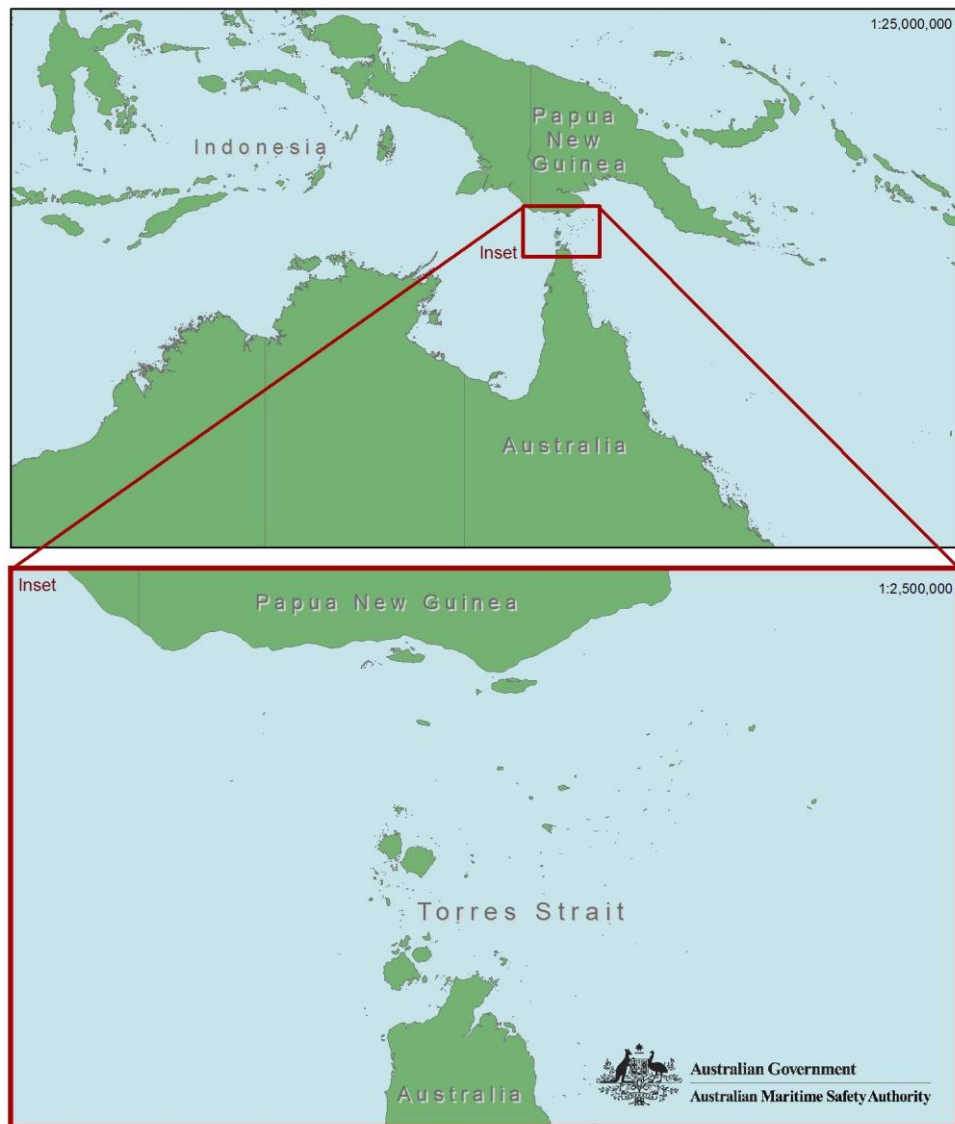 1:25,000,000
Papua
New
Guinea
Indonesia
Inset
Australia
Inset
1:2,500,000
Papua New Guinea
Torres Strait
Australia
Australian Government
Australian Maritime Safety Authority